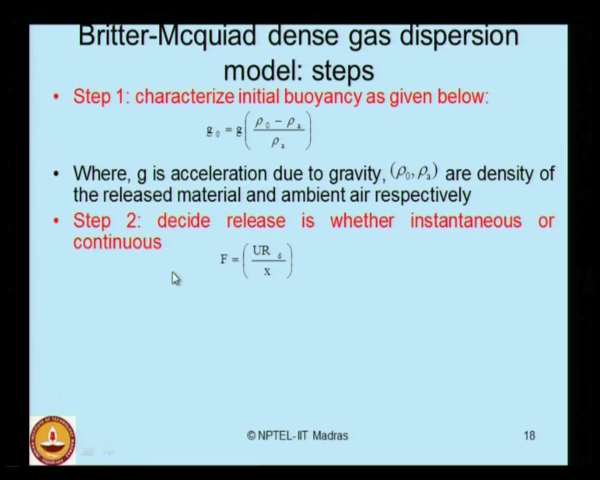 Britter-Mcquiad dense gas dispersion
model: steps
• Step 1: characterize initial buoyancy as given below:
g₀ = g((ρ₀ − ρₐ)/ρₐ)
• Where, g is acceleration due to gravity, (ρ₀,ρₐ) are density of
the released material and ambient air respectively
• Step 2: decide release is whether instantaneous or
continuous
F = (UR_d/x)
© NPTEL-IIT Madras
18